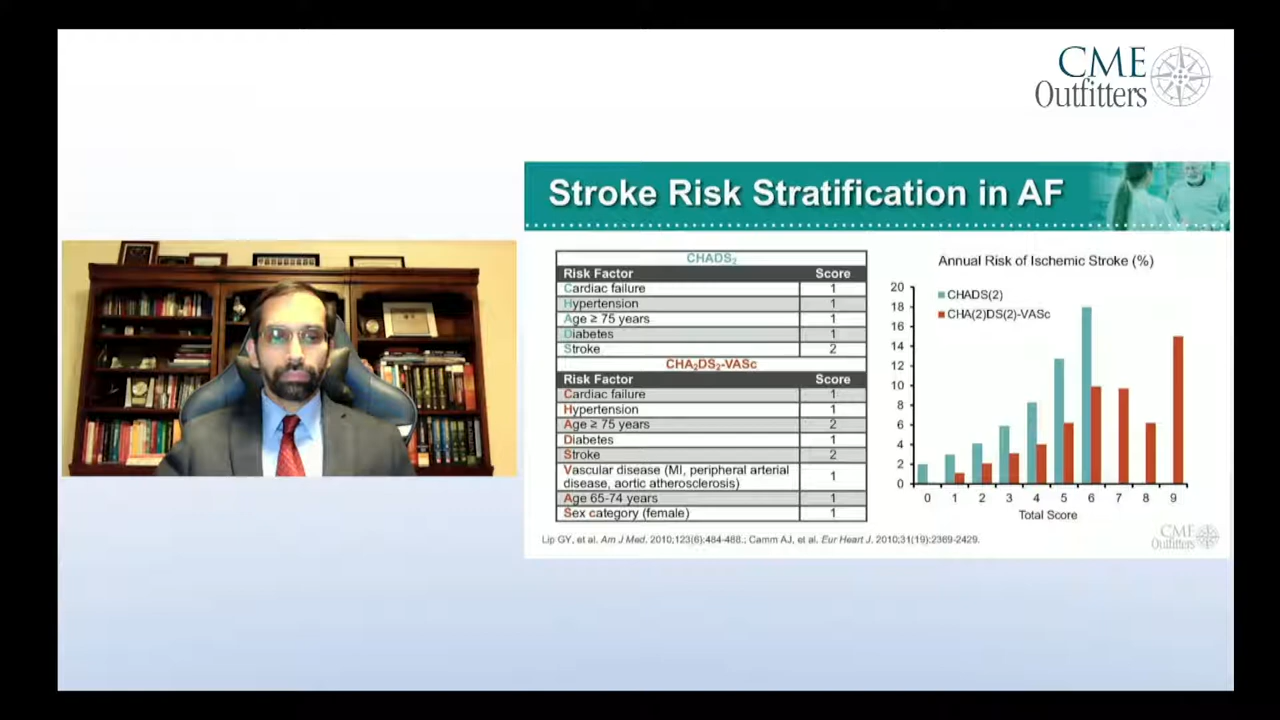 CME
Outfitters
Stroke Risk Stratification in AF
CHADS₂
Risk Factor Score
Cardiac failure 1
Hypertension 1
Age ≥ 75 years 1
Diabetes 1
Stroke 2
CHA₂DS₂-VASc
Risk Factor Score
Cardiac failure 1
Hypertension 1
Age ≥ 75 years 2
Diabetes 1
Stroke 2
Vascular disease (MI, peripheral arterial
disease, aortic atherosclerosis) 1
Age 65-74 years 1
Sex category (female) 1
Annual Risk of Ischemic Stroke (%)
CHADS(2)
CHA(2)DS(2)-VASc
20
18
16
14
12
10
8
6
4
2
0
0 1 2 3 4 5 6 7 8 9
Total Score
Lip GY, et al. Am J Med. 2010;123(6):484-488.; Camm AJ, et al. Eur Heart J. 2010;31(19):2369-2429.
CME
Outfitters